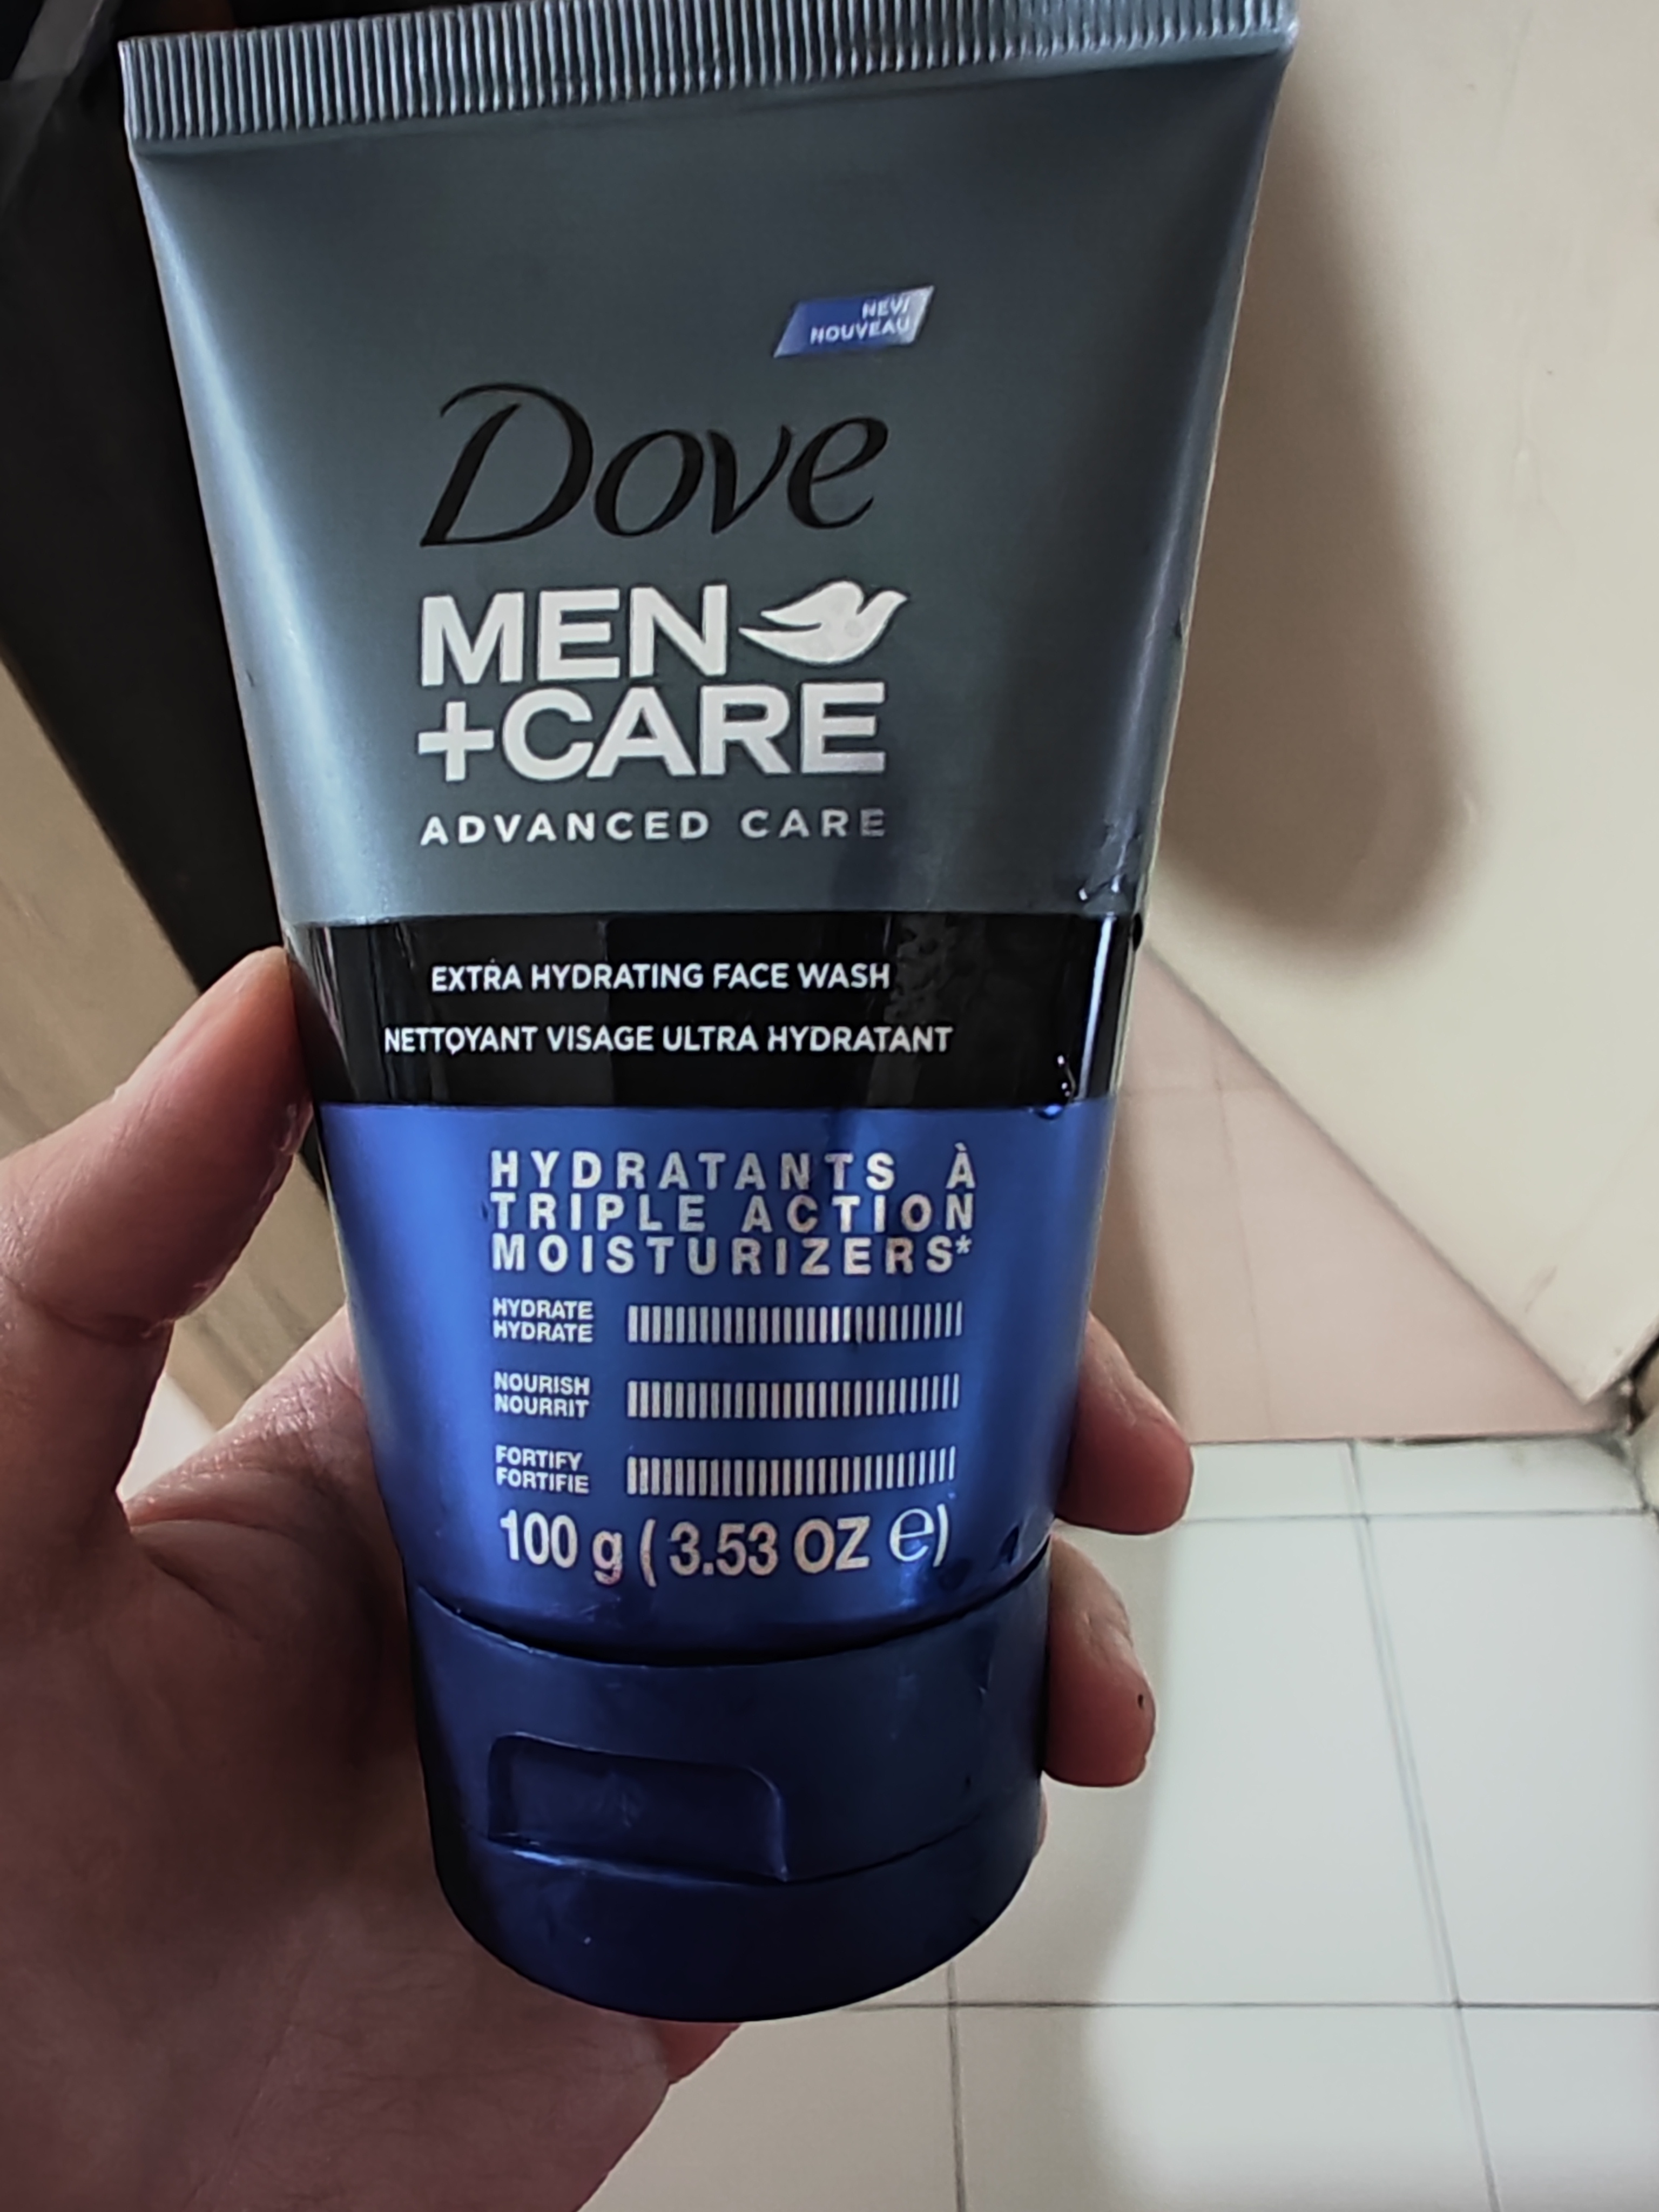 NEW/
NOUVEAU
Dove
MEN
+CARE
ADVANCED CARE
EXTRA HYDRATING FACE WASH
NETTOYANT VISAGE ULTRA HYDRATANT
HYDRATANTS À
TRIPLE ACTION
MOISTURIZERS*
HYDRATE
HYDRATE
NOURISH
NOURRIT
FORTIFY
FORTIFIE
100 g ( 3.53 OZ ℮)